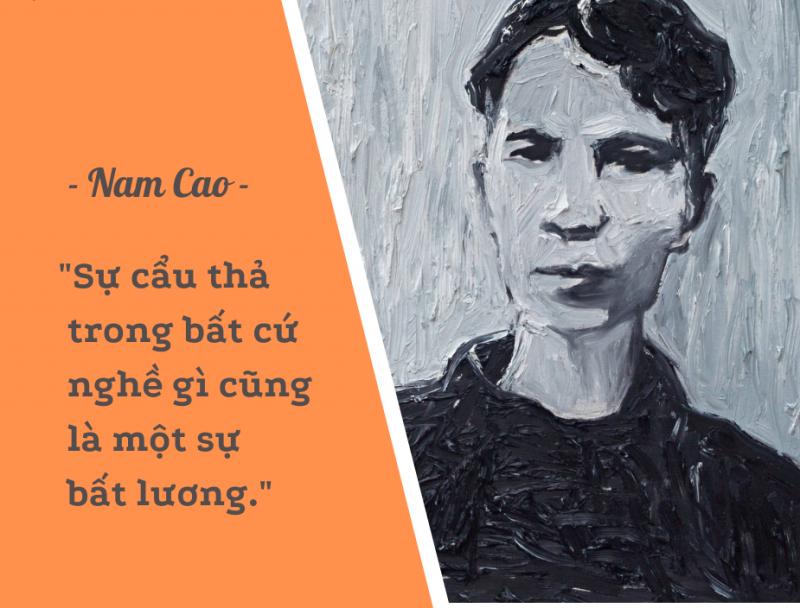 - Nam Cao -
"Sự cẩu thả
trong bất cứ
nghề gì cũng
là một sự
bất lương."